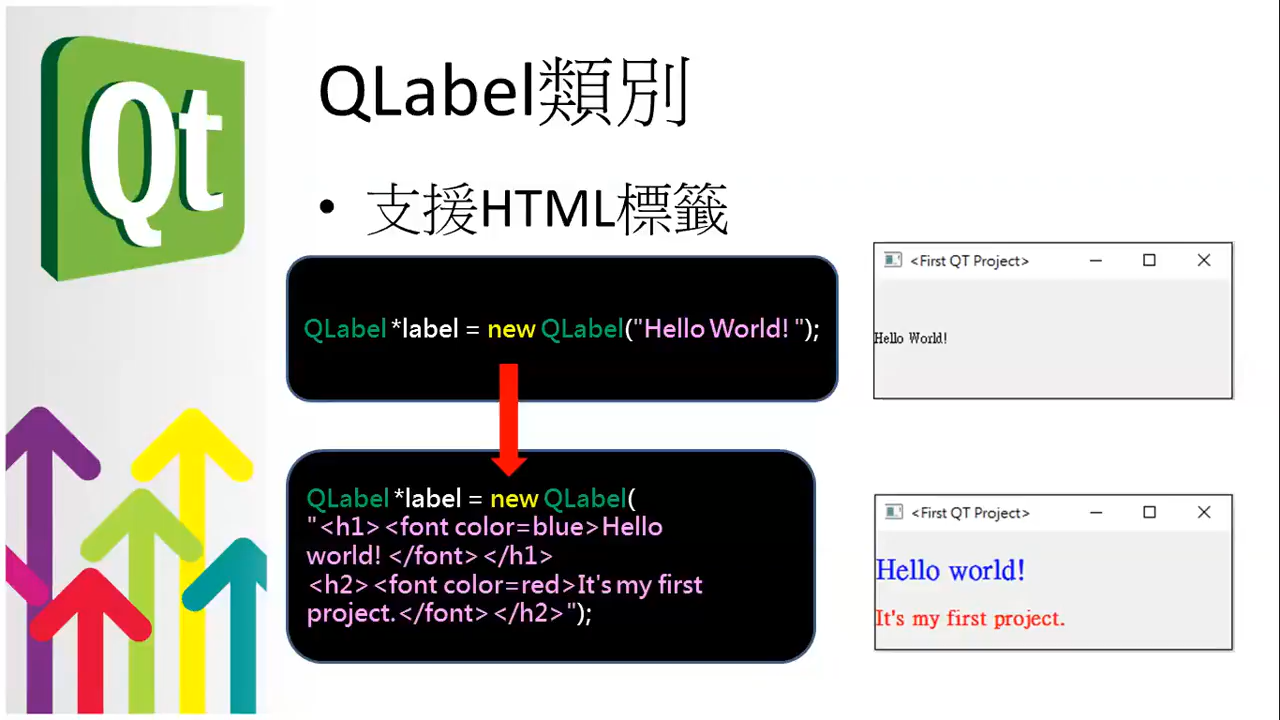 Qt
QLabel類別
• 支援HTML標籤
QLabel *label = new QLabel("Hello World! ");
<First QT Project>
Hello World!
QLabel *label = new QLabel(
"<h1><font color=blue>Hello
world! </font></h1>
<h2><font color=red>It's my first
project.</font></h2>");
<First QT Project>
Hello world!
It's my first project.